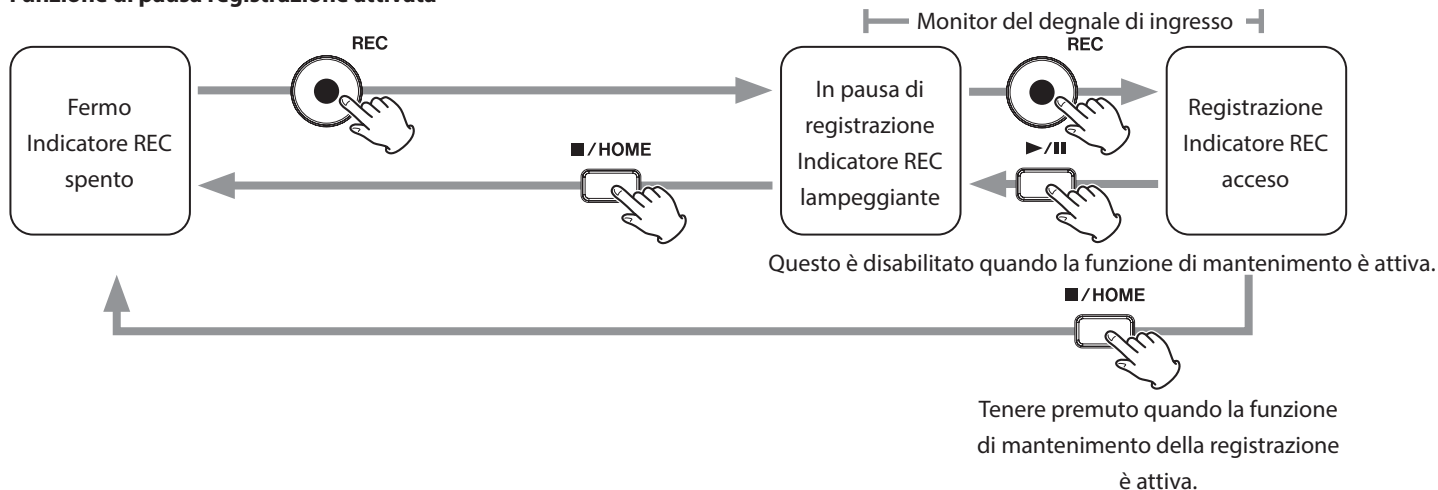 Funzione di pausa registrazione attivata
Monitor del degnale di ingresso
REC
REC
Fermo
Indicatore REC
spento
In pausa di
registrazione
Indicatore REC
lampeggiante
Registrazione
Indicatore REC
acceso
■/HOME
►/II
Questo è disabilitato quando la funzione di mantenimento è attiva.
■/HOME
Tenere premuto quando la funzione
di mantenimento della registrazione
è attiva.